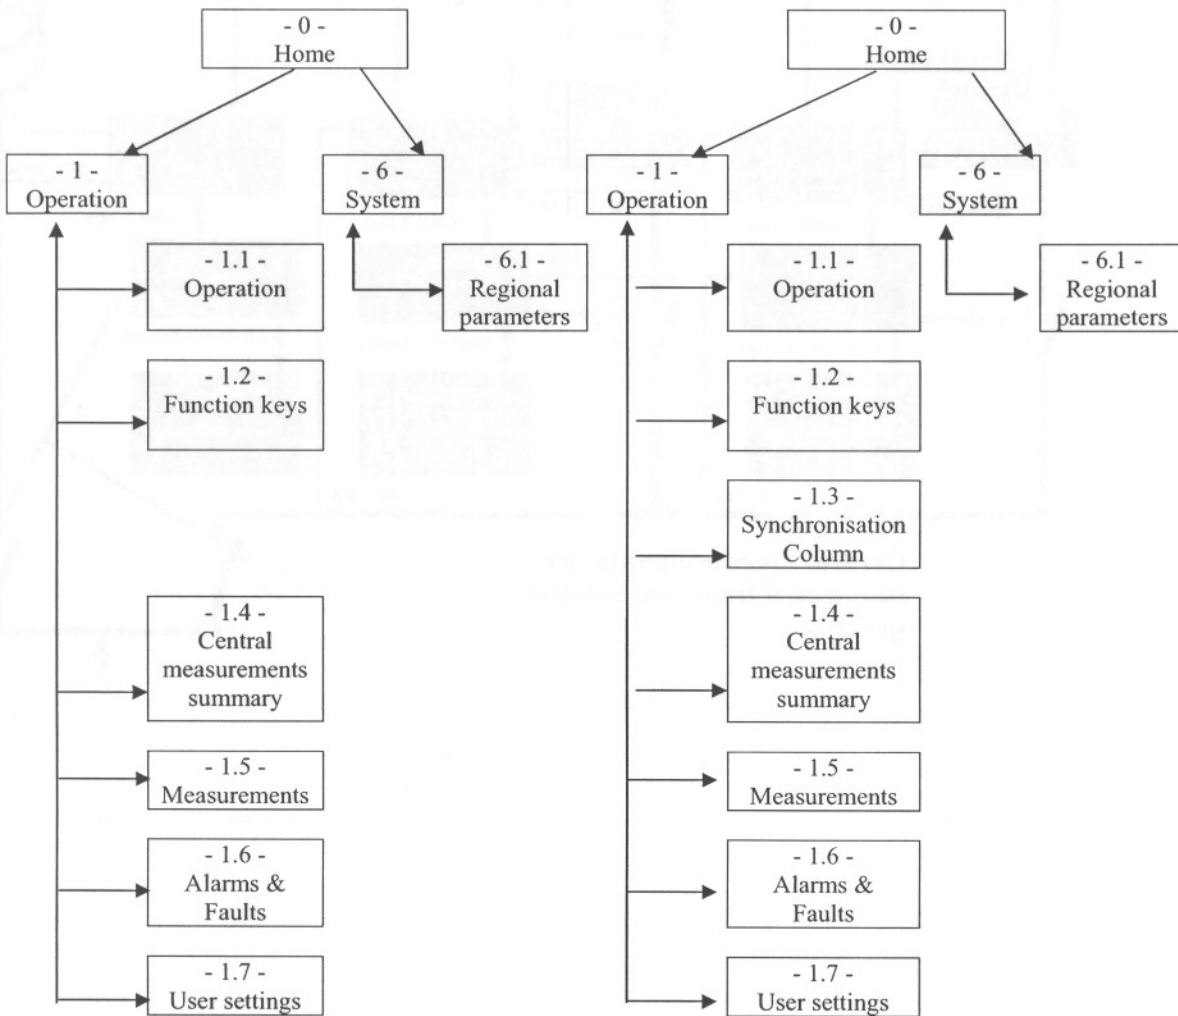 - 0 -
Home
- 1 -
Operation
- 6 -
System
- 1.1 -
Operation
- 6.1 -
Regional
parameters
- 1.2 -
Function keys
- 1.4 -
Central
measurements
summary
- 1.5 -
Measurements
- 1.6 -
Alarms &
Faults
- 1.7 -
User settings
- 0 -
Home
- 1 -
Operation
- 6 -
System
- 1.1 -
Operation
- 6.1 -
Regional
parameters
- 1.2 -
Function keys
- 1.3 -
Synchronisation
Column
- 1.4 -
Central
measurements
summary
- 1.5 -
Measurements
- 1.6 -
Alarms &
Faults
- 1.7 -
User settings